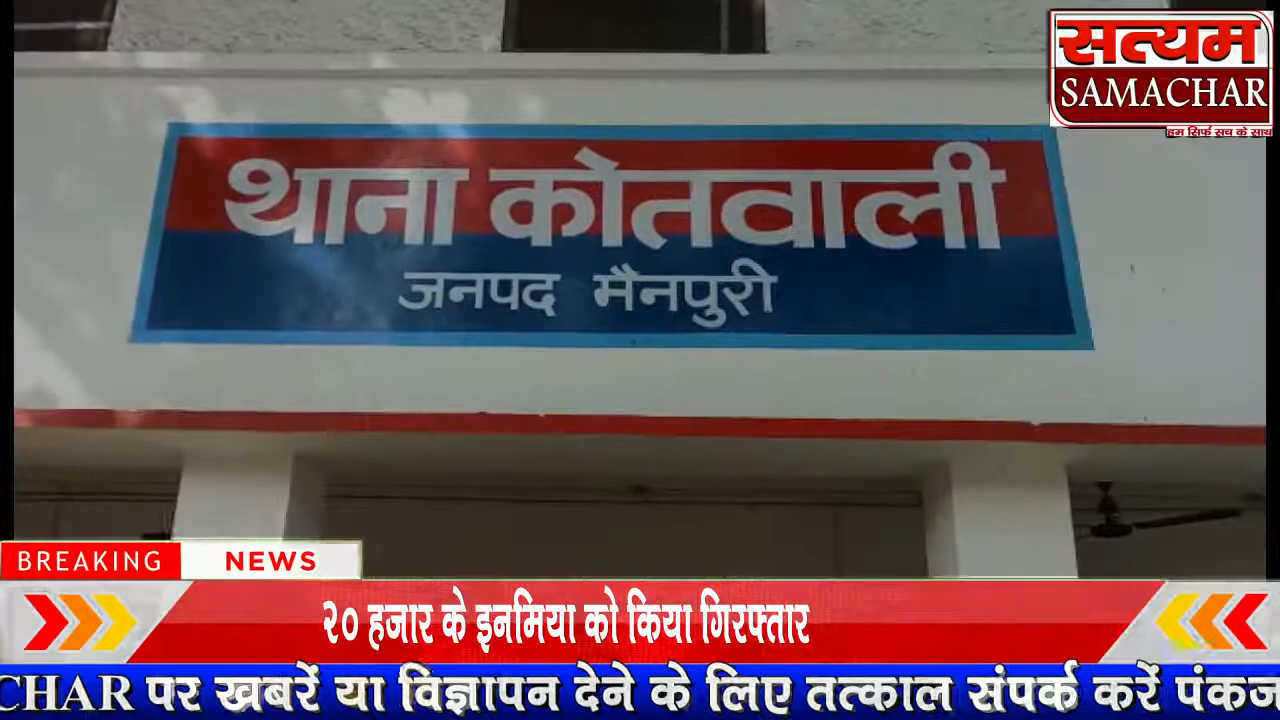 सत्यम
SAMACHAR
हम सिर्फ सच के साथ
थाना कोतवाली
जनपद मैनपुरी
BREAKING NEWS
२० हजार के इनमिया को किया गिरफ्तार
CHAR पर खबरें या विज्ञापन देने के लिए तत्काल संपर्क करें पंकज